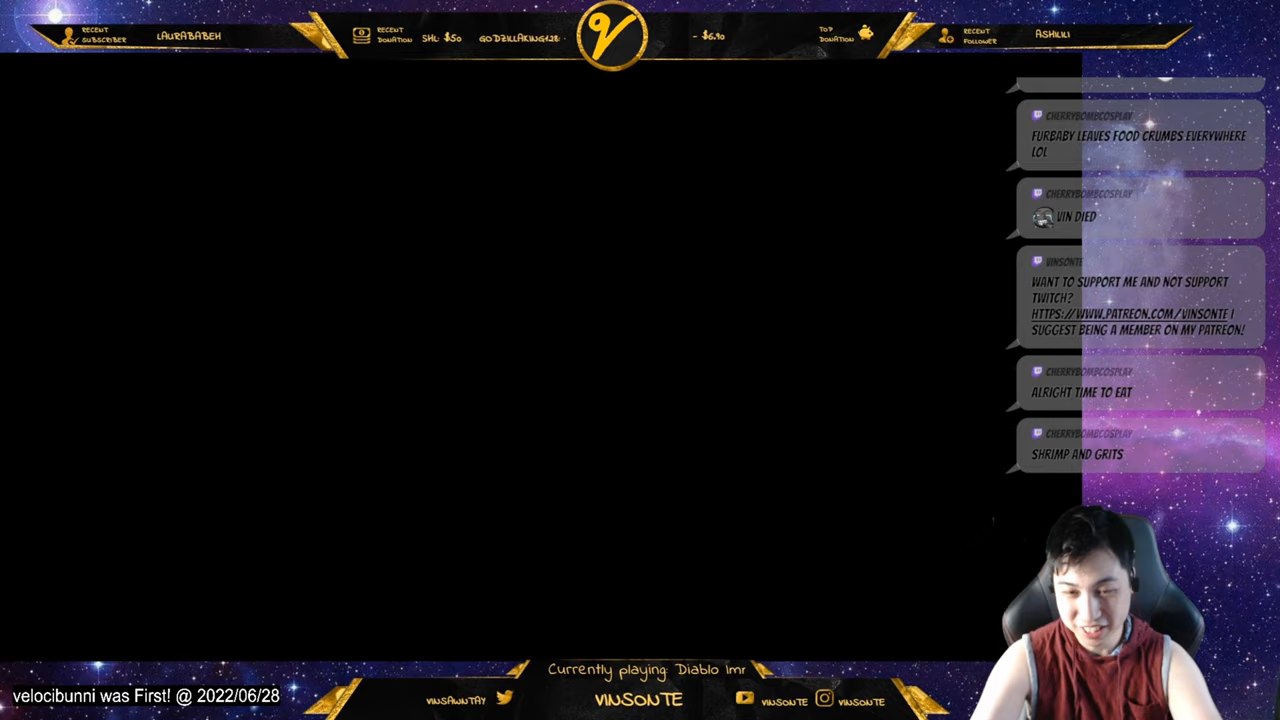 RECENT SUBSCRIBER
LAURABABEH
RECENT DONATION
SHL: $50
GODZILLAKING128:
- $6.90
TOP DONATION
RECENT FOLLOWER
ASHILILI
CHERRYBOMBCOSPLAY
FURBABY LEAVES FOOD CRUMBS EVERYWHERE
LOL
CHERRYBOMBCOSPLAY
VIN DIED
VINSONTE
WANT TO SUPPORT ME AND NOT SUPPORT
TWITCH?
HTTPS://WWW.PATREON.COM/VINSONTE I
SUGGEST BEING A MEMBER ON MY PATREON!
CHERRYBOMBCOSPLAY
ALRIGHT TIME TO EAT
CHERRYBOMBCOSPLAY
SHRIMP AND GRITS
Currently playing: Diablo Imr
velocibunni was First! @ 2022/06/28
VINSAWNTAY
VINSONTE
VINSONTE
VINSONTE